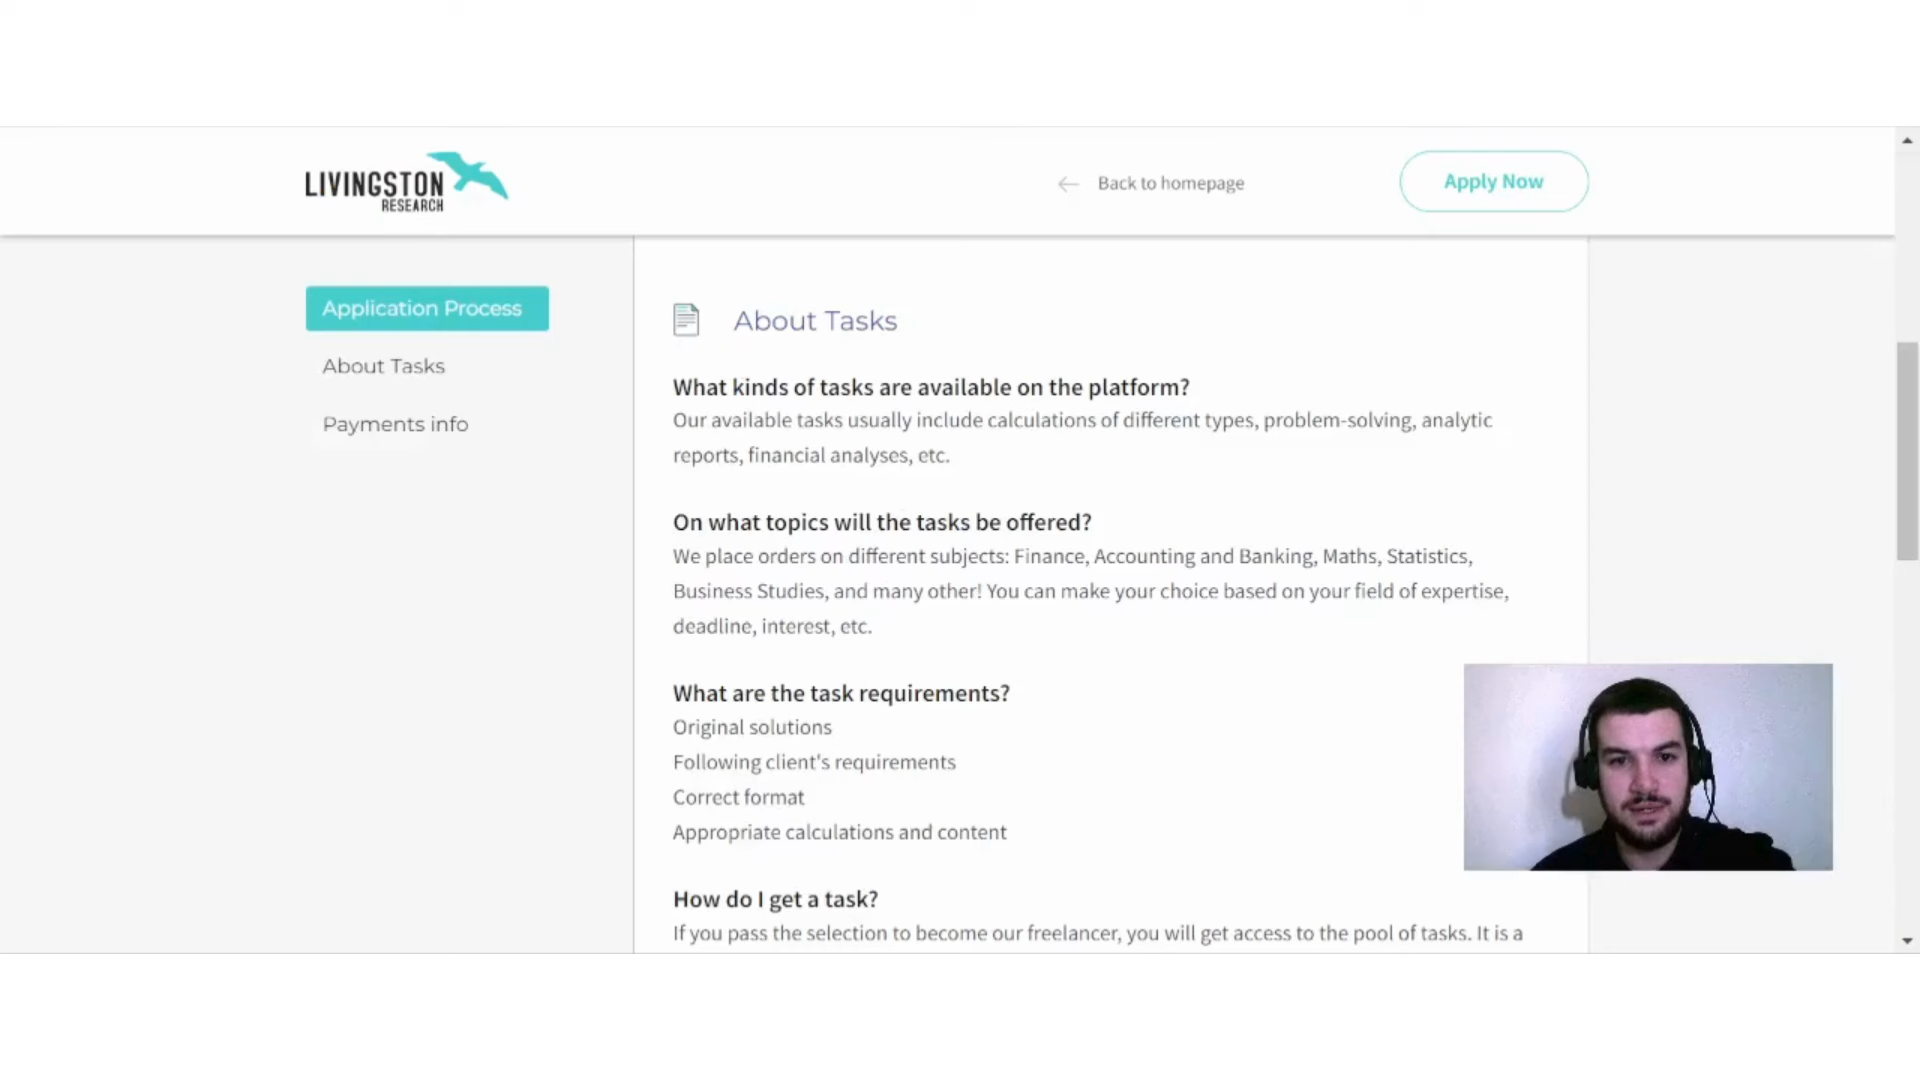 LIVINGSTON
RESEARCH
Back to homepage
Apply Now
Application Process
About Tasks
Payments info
About Tasks
What kinds of tasks are available on the platform?
Our available tasks usually include calculations of different types, problem-solving, analytic
reports, financial analyses, etc.
On what topics will the tasks be offered?
We place orders on different subjects: Finance, Accounting and Banking, Maths, Statistics,
Business Studies, and many other! You can make your choice based on your field of expertise,
deadline, interest, etc.
What are the task requirements?
Original solutions
Following client's requirements
Correct format
Appropriate calculations and content
How do I get a task?
If you pass the selection to become our freelancer, you will get access to the pool of tasks. It is a